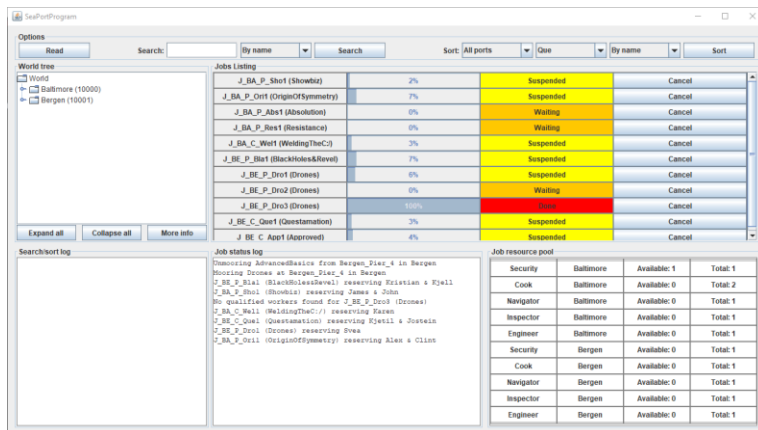 SeaPortProgram
Options
Read Search: By name Search Sort: All ports Que By name Sort
World tree
World
Baltimore (10000)
Bergen (10001)
Expand all Collapse all More info
Jobs Listing
J_BA_P_Sho1 (Showbiz) 2% Suspended Cancel
J_BA_P_Ori1 (OriginOfSymmetry) 7% Suspended Cancel
J_BA_P_Abs1 (Absolution) 0% Waiting Cancel
J_BA_P_Res1 (Resistance) 0% Waiting Cancel
J_BA_C_Wel1 (WeldingTheC:/) 3% Suspended Cancel
J_BE_P_Bla1 (BlackHoles&Revel) 7% Suspended Cancel
J_BE_P_Dro1 (Drones) 6% Suspended Cancel
J_BE_P_Dro2 (Drones) 0% Waiting Cancel
J_BE_P_Dro3 (Drones) 100% Done Cancel
J_BE_C_Que1 (Questamation) 3% Suspended Cancel
J_BE_C_App1 (Approved) 4% Suspended Cancel
Search/sort log
Job status log
Unmooring AdvancedBasics from Bergen_Pier_4 in Bergen
Mooring Drones at Bergen_Pier_4 in Bergen
J_BE_P_Bla1 (BlackHoles&Revel) reserving Kristian & Kjell
J_BA_P_Sho1 (Showbiz) reserving James & John
No qualified workers found for J_BE_P_Dro3 (Drones)
J_BA_C_Wel1 (WeldingTheC:/) reserving Karen
J_BE_C_Que1 (Questamation) reserving Kjetil & Jostein
J_BE_P_Dro1 (Drones) reserving Svea
J_BA_P_Ori1 (OriginOfSymmetry) reserving Alex & Clint
Job resource pool
Security Baltimore Available: 1 Total: 1
Cook Baltimore Available: 0 Total: 2
Navigator Baltimore Available: 0 Total: 1
Inspector Baltimore Available: 0 Total: 1
Engineer Baltimore Available: 0 Total: 1
Security Bergen Available: 0 Total: 1
Cook Bergen Available: 0 Total: 1
Navigator Bergen Available: 0 Total: 1
Inspector Bergen Available: 0 Total: 1
Engineer Bergen Available: 0 Total: 1